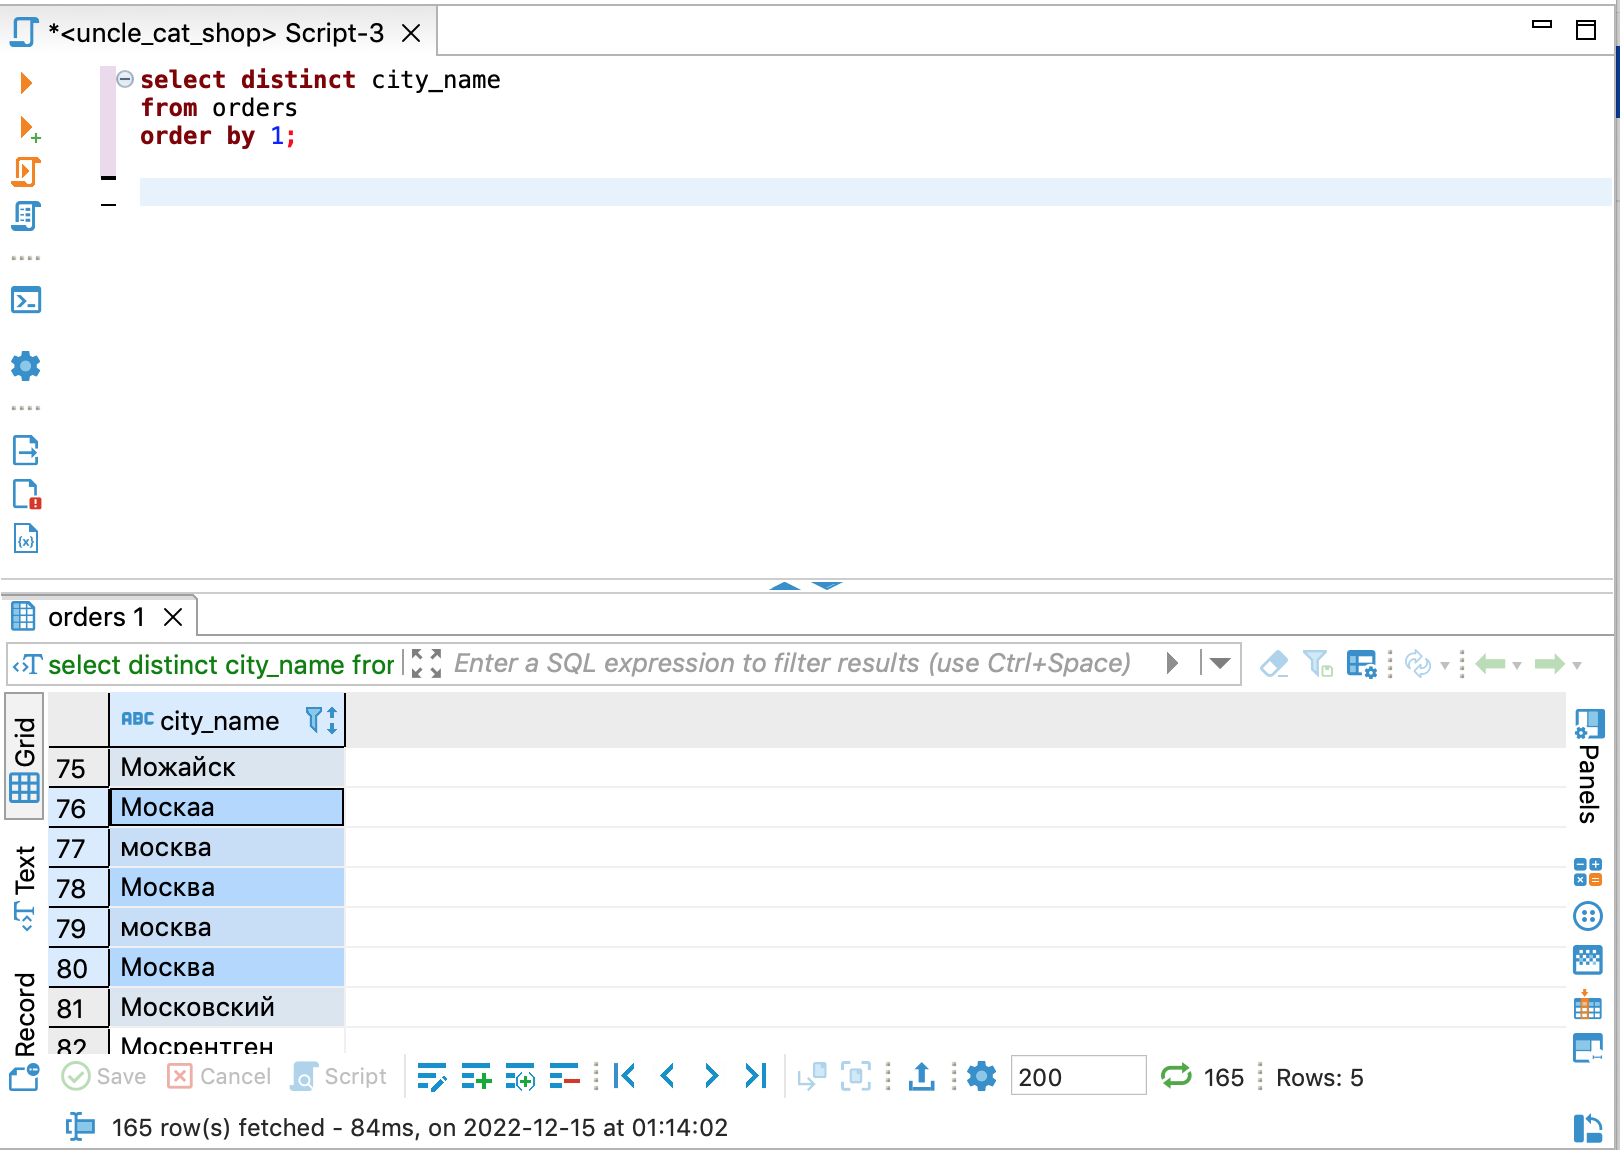 *<uncle_cat_shop> Script-3
select distinct city_name
from orders
order by 1;
orders 1
select distinct city_name fror
Enter a SQL expression to filter results (use Ctrl+Space)
Grid
Text
Record
Panels
ABC city_name
75 Можайск
76 Москаа
77 москва
78 Москва
79 москва
80 Москва
81 Московский
82 Мосрентген
Save Cancel Script 200 165 Rows: 5
165 row(s) fetched - 84ms, on 2022-12-15 at 01:14:02